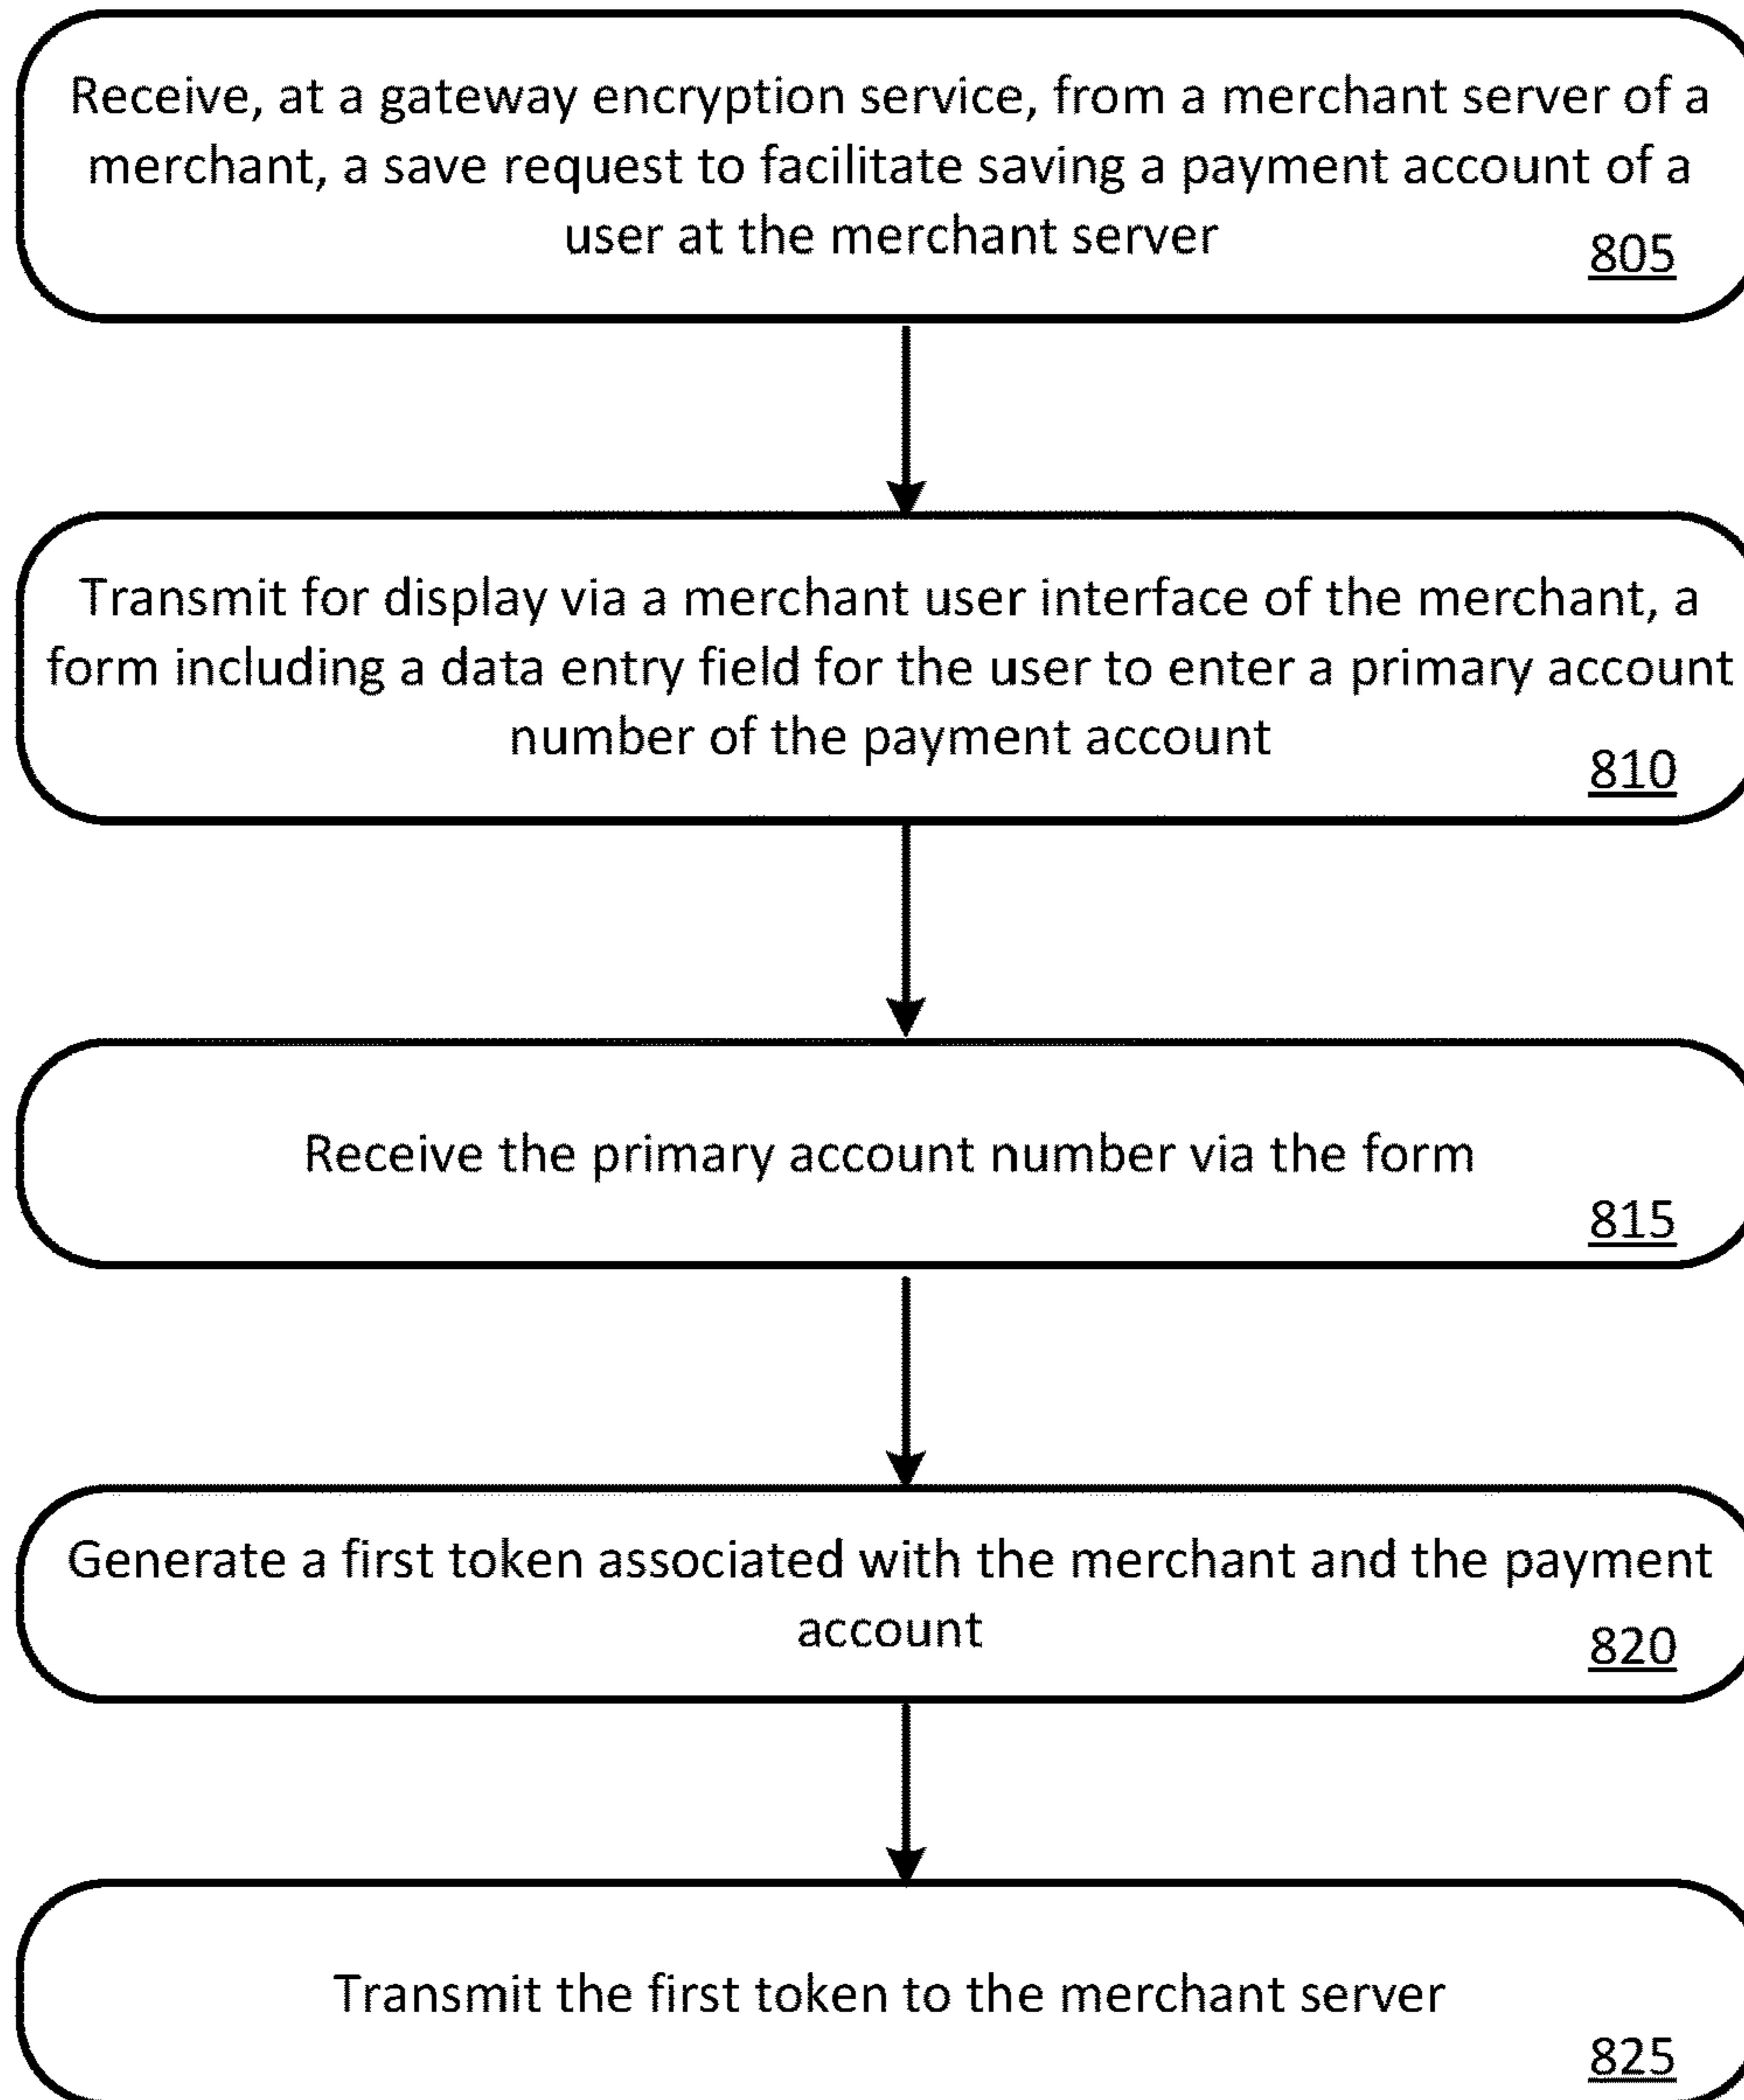 Receive, at a gateway encryption service, from a merchant server of a
merchant, a save request to facilitate saving a payment account of a
user at the merchant server
805
Transmit for display via a merchant user interface of the merchant, a
form including a data entry field for the user to enter a primary account
number of the payment account
810
Receive the primary account number via the form
815
Generate a first token associated with the merchant and the payment
account
820
Transmit the first token to the merchant server
825